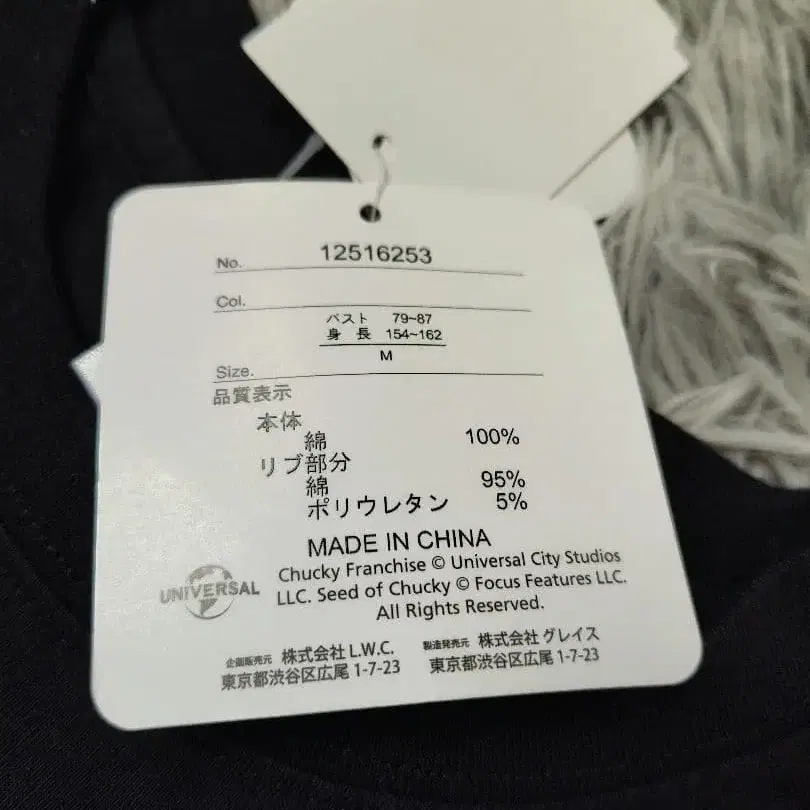 No. 12516253
Col.
バスト 79~87
身 長 154~162
M
Size.
品質表示
本体
綿 100%
リブ部分
綿 95%
ポリウレタン 5%
MADE IN CHINA
Chucky Franchise © Universal City Studios
LLC. Seed of Chucky © Focus Features LLC.
All Rights Reserved.
UNIVERSAL
企画販売元 株式会社 L.W.C.
東京都渋谷区広尾 1-7-23
製造発売元 株式会社 グレイス
東京都渋谷区広尾 1-7-23